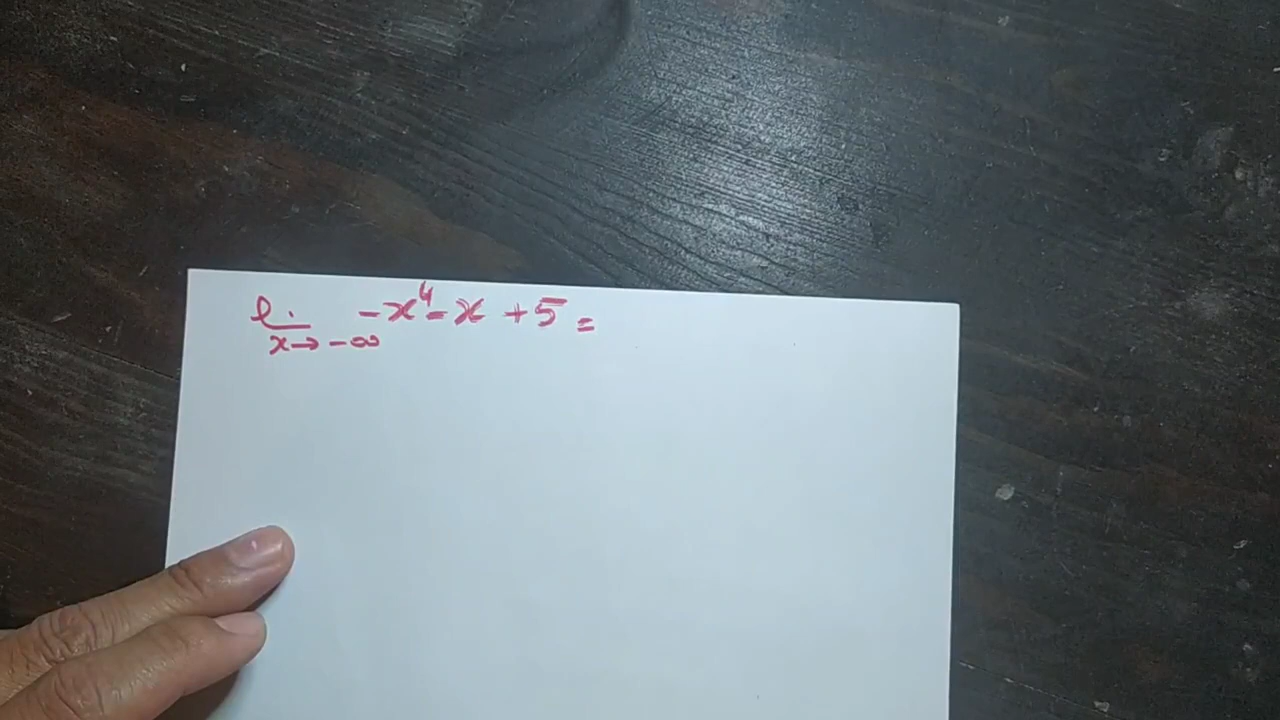 lim -x⁴-x +5 =
x→ -∞